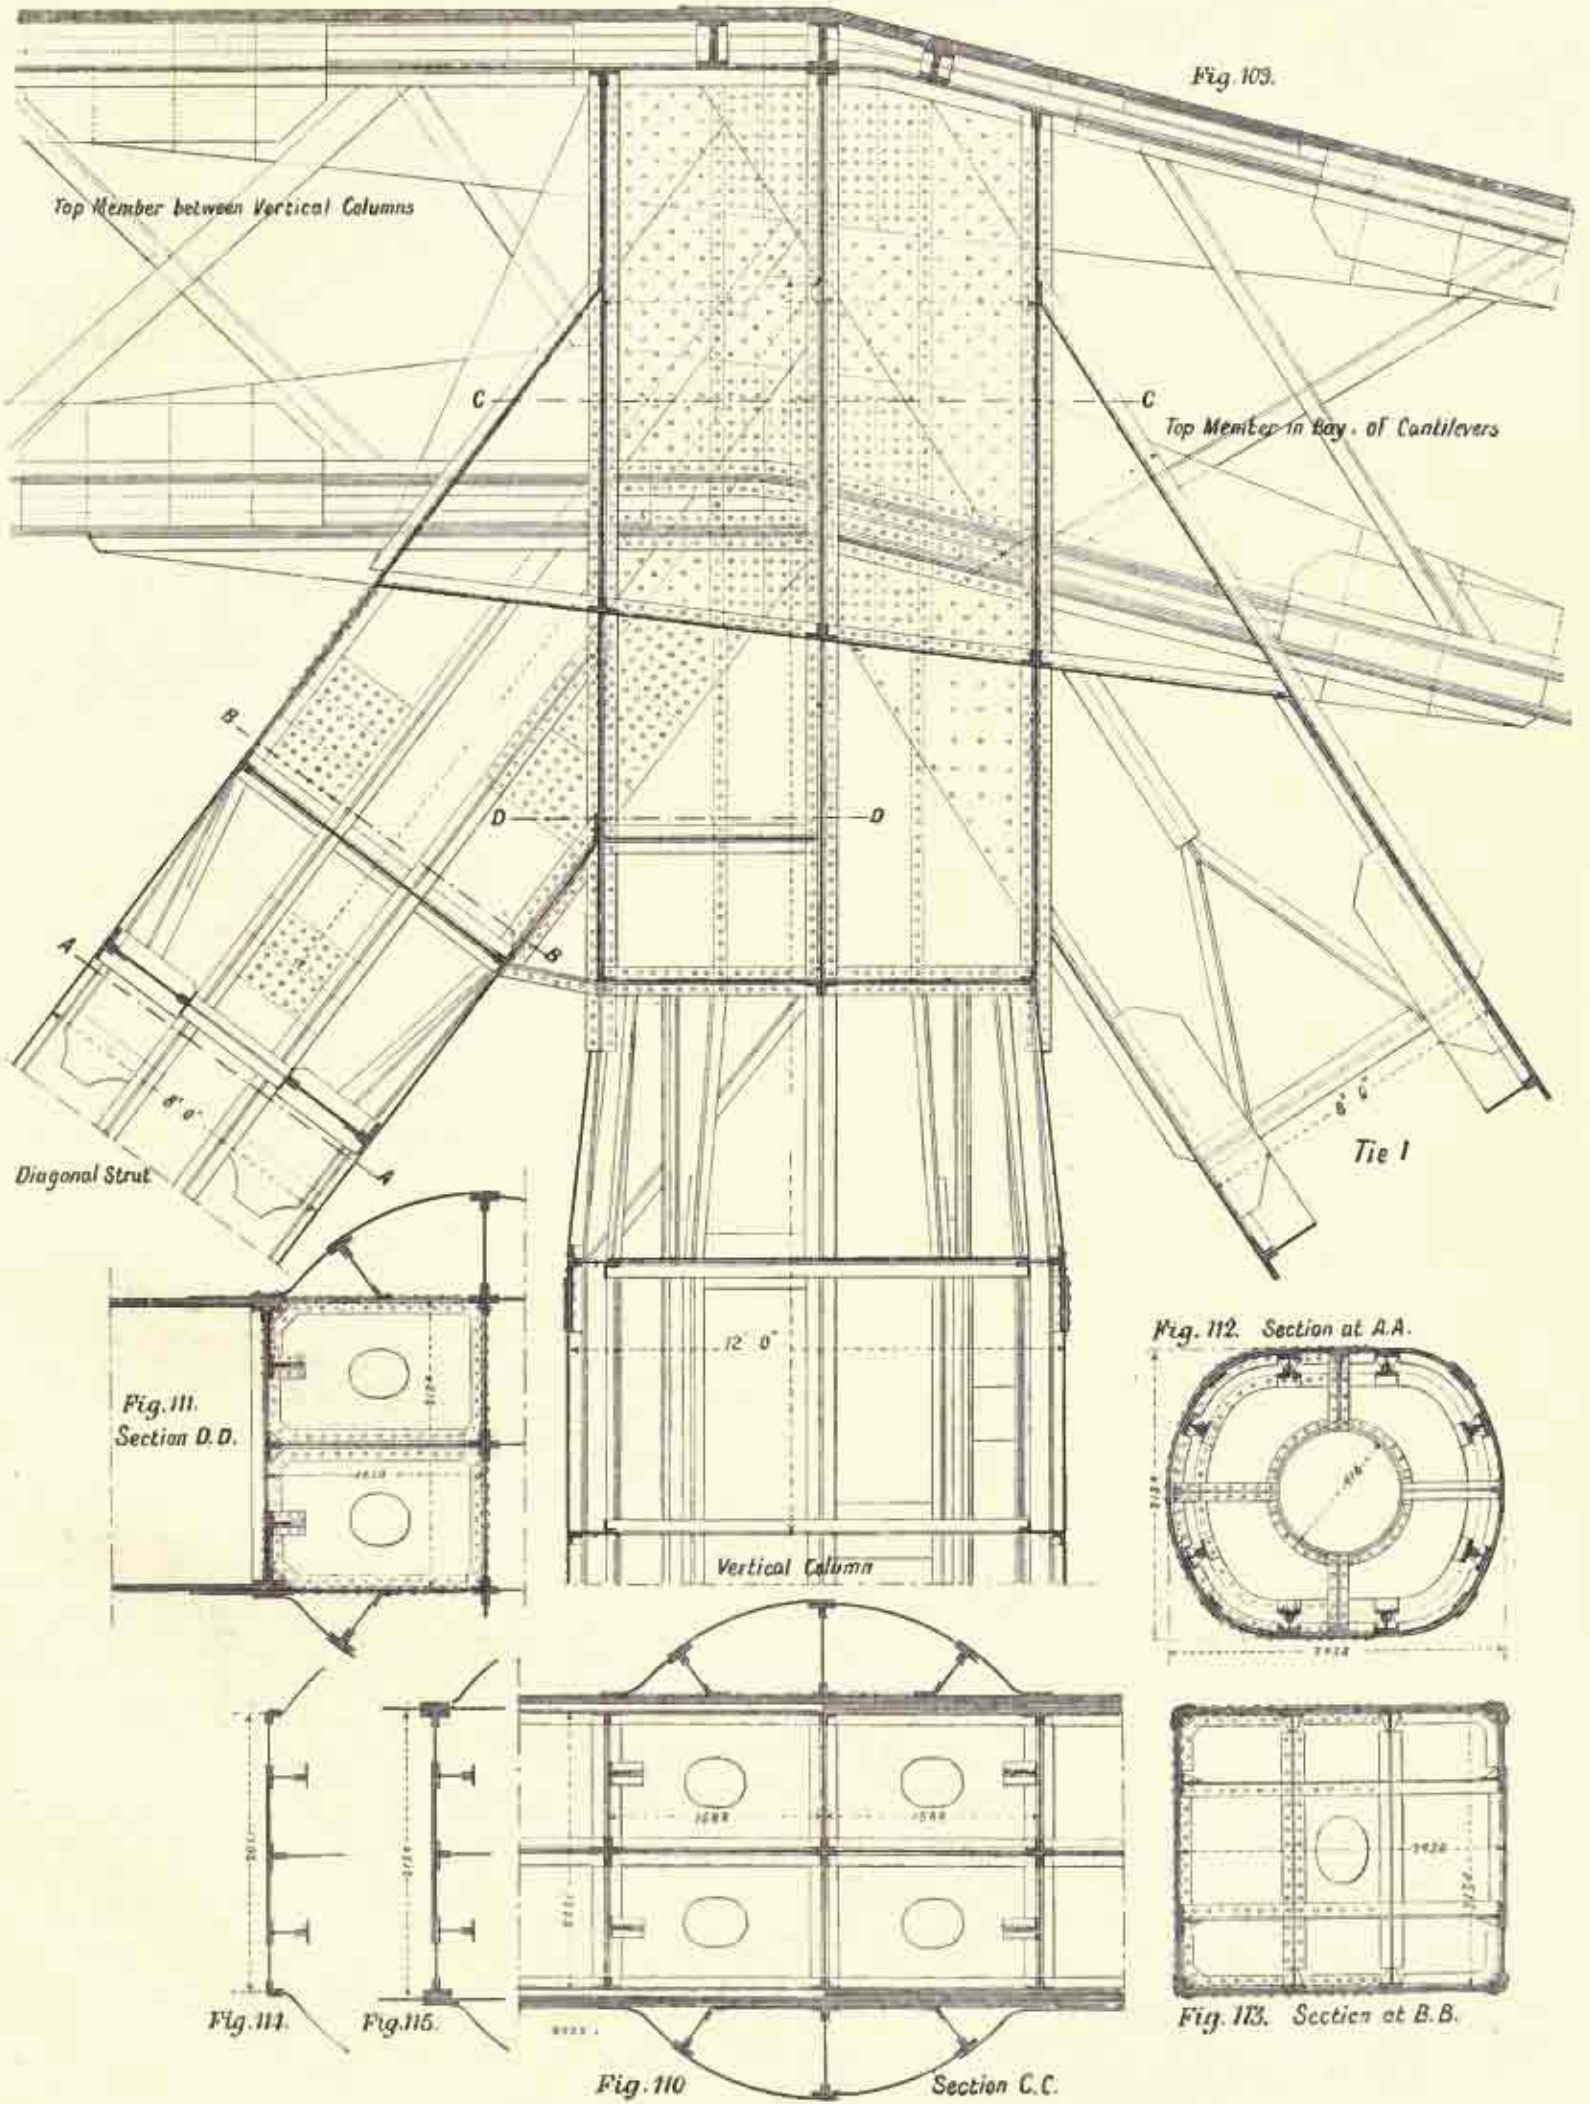 Fig. 109.
Top Member between Vertical Columns
C
C
Top Member in Bay. of Cantilevers
B
D
D
A
B
8' 0"
A
Diagonal Strut
8' 0"
Tie 1
12' 0"
Fig. 111.
Section D.D.
Fig. 112. Section at A.A.
Vertical Column
Fig. 114.
Fig. 115.
Fig. 110
Section C.C.
Fig. 113. Section at B.B.